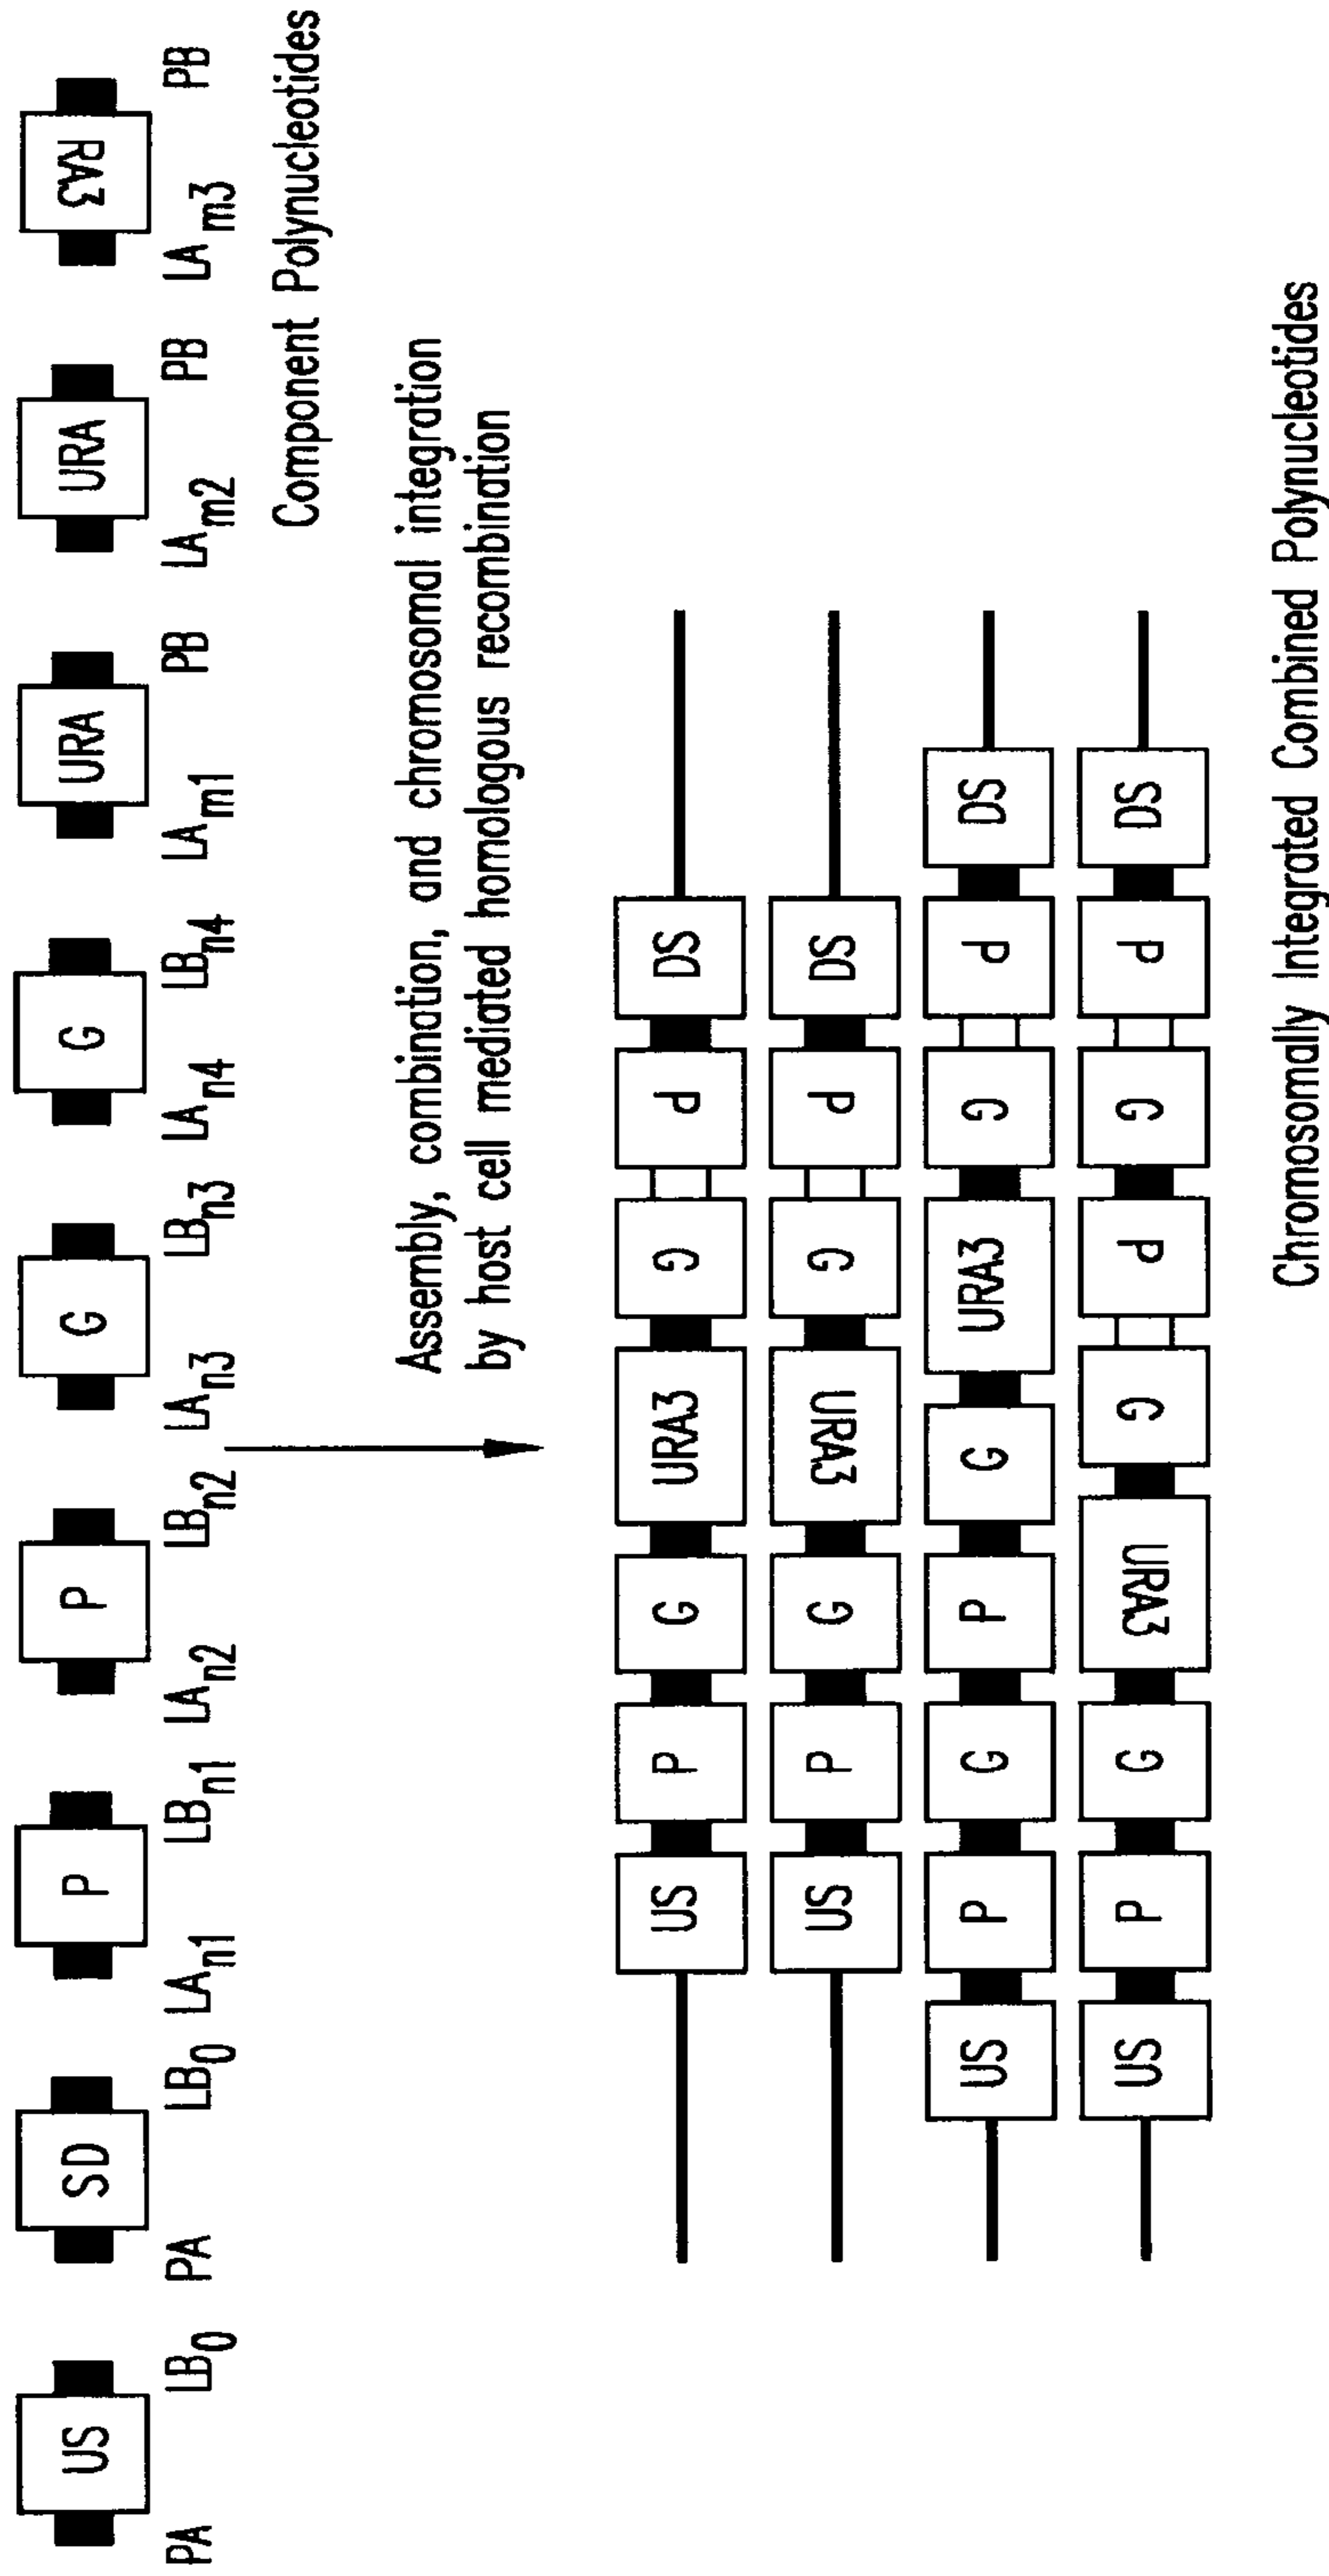 US SD P P G G URA URA RA3
PA LB0 PA LB0 LAn1 LBn1 LAn2 LBn2 LAn3 LBn3 LAn4 LBn4 LAm1 PB LAm2 PB LAm3 PB
Component Polynucleotides
Assembly, combination, and chromosomal integration
by host cell mediated homologous recombination
US P G URA3 G P DS
US P G URA3 G P DS
US P G P G URA3 G P DS
US P G URA3 G P G P DS
Chromosomally Integrated Combined Polynucleotides